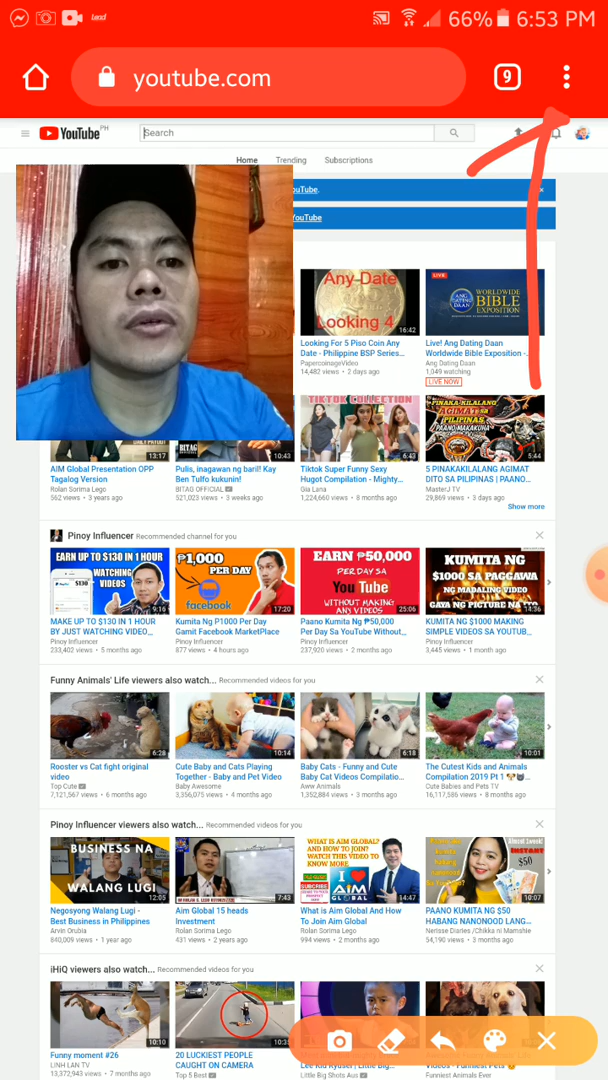 66% 6:53 PM
youtube.com
9
YouTube PH
Search
Home Trending Subscriptions
ouTube.
YouTube
Any-Date
Looking 4
16:42
LIVE
ANG DATING DAAN
WORLDWIDE
BIBLE
EXPOSITION
Looking For 5 Piso Coin Any
Date - Philippine BSP Series...
PapercoinageVideo
14,482 views • 2 days ago
Live! Ang Dating Daan
Worldwide Bible Exposition -
Ang Dating Daan
1,049 watching
LIVE NOW
13:17
BITAG
10:43
TIKTOK COLLECTION
6:43
PINAKA-KILALANG
AGIMAT SA
PILIPINAS
PAANO MAKAKUHA
5:44
AIM Global Presentation OPP
Tagalog Version
Rolan Sorima Lego
562 views • 3 years ago
Pulis, inagawan ng baril! Kay
Ben Tulfo kukunin!
BITAG OFFICIAL
521,023 views • 3 weeks ago
Tiktok Super Funny Sexy
Hugot Compilation - Mighty...
Gia Lana
1,224,660 views • 8 months ago
5 PINAKAKILALANG AGIMAT
DITO SA PILIPINAS | PAANO...
MasterJ TV
29,869 views • 3 days ago
Show more
Pinoy Influencer Recommended channel for you
EARN UP TO $130 IN 1 HOUR
WATCHING
VIDEOS
9:16
₱1,000
PER DAY
facebook
17:20
EARN ₱50,000
PER DAY SA
YouTube
WITHOUT MAKING
ANY VIDEOS
25:06
KUMITA NG
$1000 SA PAGGAWA
NG MADALING VIDEO
GAYA NG PICTURE NA ITO
14:36
MAKE UP TO $130 IN 1 HOUR
BY JUST WATCHING VIDEO...
Pinoy Influencer
233,402 views • 5 months ago
Kumita Ng P1000 Per Day
Gamit Facebook MarketPlace
Pinoy Influencer
877 views • 4 hours ago
Paano Kumita Ng ₱50,000
Per Day Sa YouTube Without...
Pinoy Influencer
237,920 views • 2 months ago
KUMITA NG $1000 MAKING
SIMPLE VIDEOS SA YOUTUB...
Pinoy Influencer
3,445 views • 1 month ago
Funny Animals' Life viewers also watch... Recommended videos for you
6:28
10:14
6:18
10:01
Rooster vs Cat fight original
video
Top Cute
7,121,567 views • 6 months ago
Cute Baby and Cats Playing
Together - Baby and Pet Video
Baby Awesome
3,356,075 views • 4 months ago
Baby Cats - Funny and Cute
Baby Cat Videos Compilatio...
Aww Animals
1,352,884 views • 3 months ago
The Cutest Kids and Animals
Compilation 2019 Pt 1
Cute Babies and Pets TV
16,117,586 views • 8 months ago
Pinoy Influencer viewers also watch... Recommended videos for you
BUSINESS NA
WALANG LUGI
12:05
7:43
WHAT IS AIM GLOBAL?
AND HOW TO JOIN?
WATCH THIS VIDEO TO
KNOW MORE
I
AIM
GLOBAL
14:47
INSTANT
$50
10:07
Negosyong Walang Lugi -
Best Business in Philippines
Arvin Orubia
840,009 views • 1 year ago
Aim Global 15 heads
Investment
Rolan Sorima Lego
431 views • 2 years ago
What is Aim Global And How
To Join Aim Global
Rolan Sorima Lego
994 views • 2 months ago
PAANO KUMITA NG $50
HABANG NANONOOD LANG...
Nerisse Diaries /Chikka ni Mamshie
54,190 views • 3 months ago
iHiQ viewers also watch... Recommended videos for you
10:10
10:35
Funny moment #26
LINH LAN TV
13,372,943 views • 7 months ago
20 LUCKIEST PEOPLE
CAUGHT ON CAMERA
Top 5 Best
Little Big Shots Aus
Funniest Animals Ever